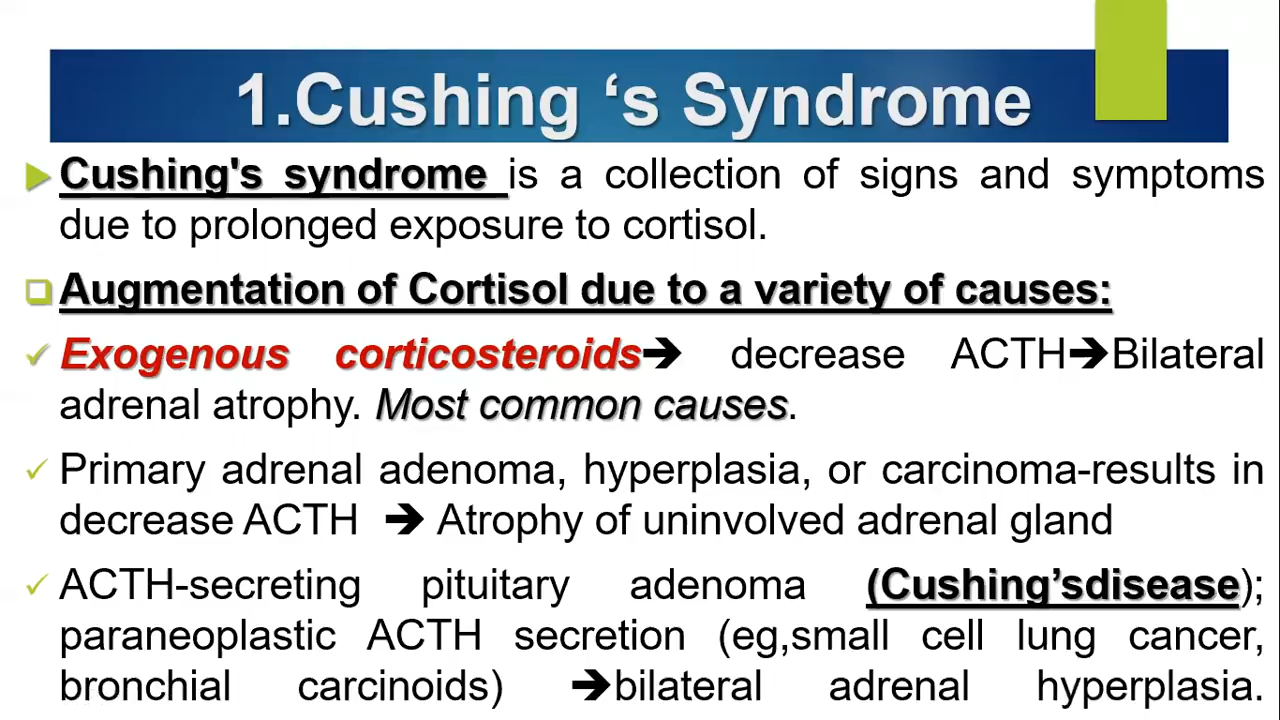 1.Cushing ‘s Syndrome
Cushing's syndrome is a collection of signs and symptoms
due to prolonged exposure to cortisol.
Augmentation of Cortisol due to a variety of causes:
Exogenous corticosteroids➔ decrease ACTH➔Bilateral
adrenal atrophy. Most common causes.
Primary adrenal adenoma, hyperplasia, or carcinoma-results in
decrease ACTH ➔ Atrophy of uninvolved adrenal gland
ACTH-secreting pituitary adenoma (Cushing’sdisease);
paraneoplastic ACTH secretion (eg,small cell lung cancer,
bronchial carcinoids) ➔bilateral adrenal hyperplasia.